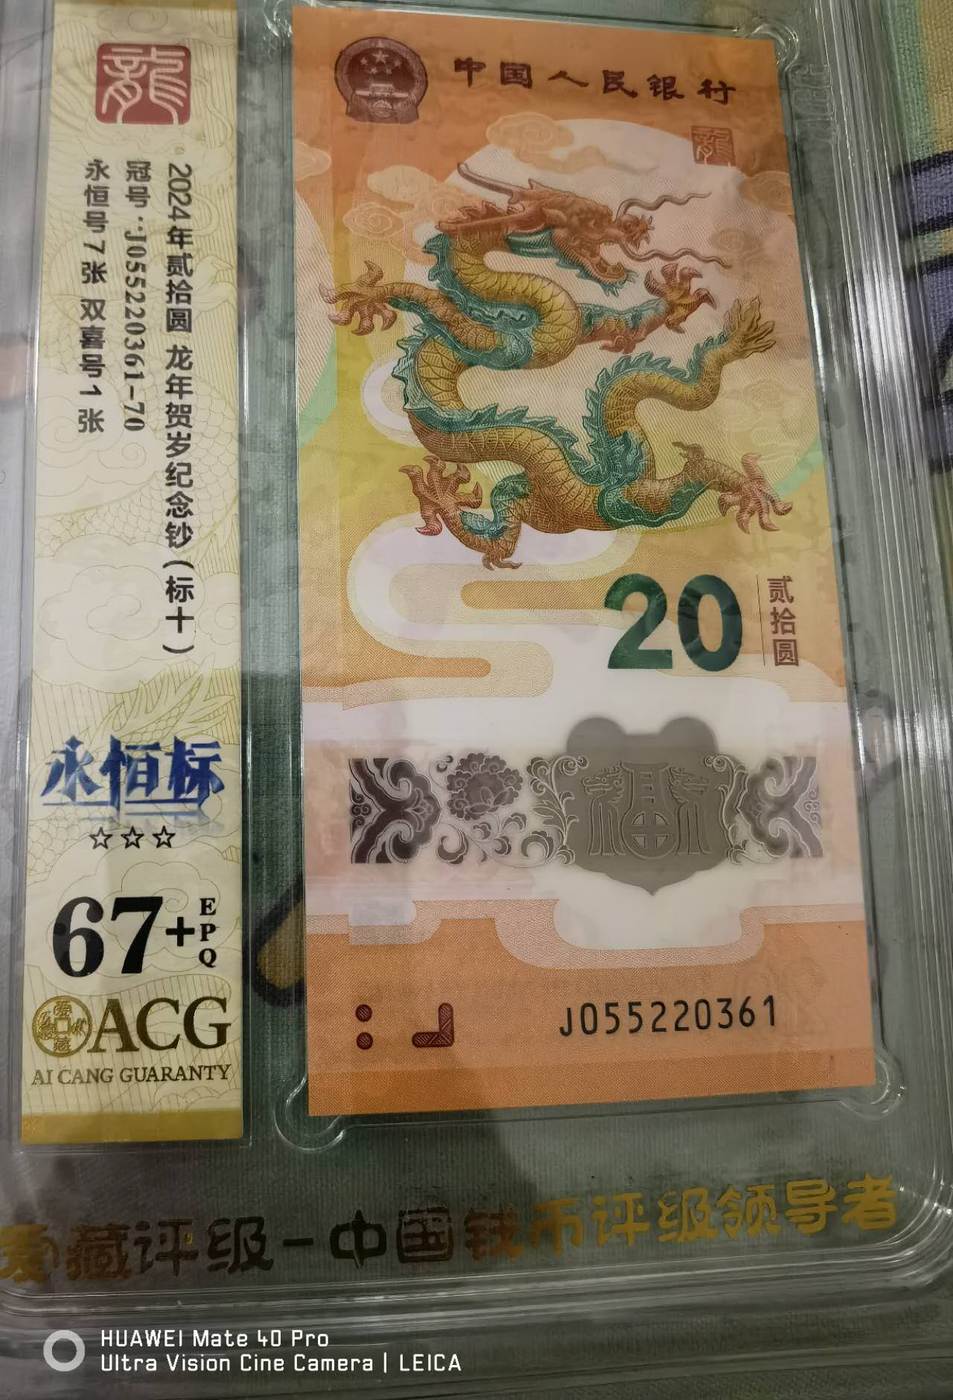 龍
2024年贰拾圆 龙年贺岁纪念钞(标十)
冠号:J055220361-70
永恒号7张 双喜号1张
永恒标
☆☆☆
67+
EPQ
ACG
AI CANG GUARANTY
中国人民银行
龍
20
贰拾圆
福
J055220361
爱藏评级-中国钱币评级领导者
HUAWEI Mate 40 Pro
Ultra Vision Cine Camera | LEICA